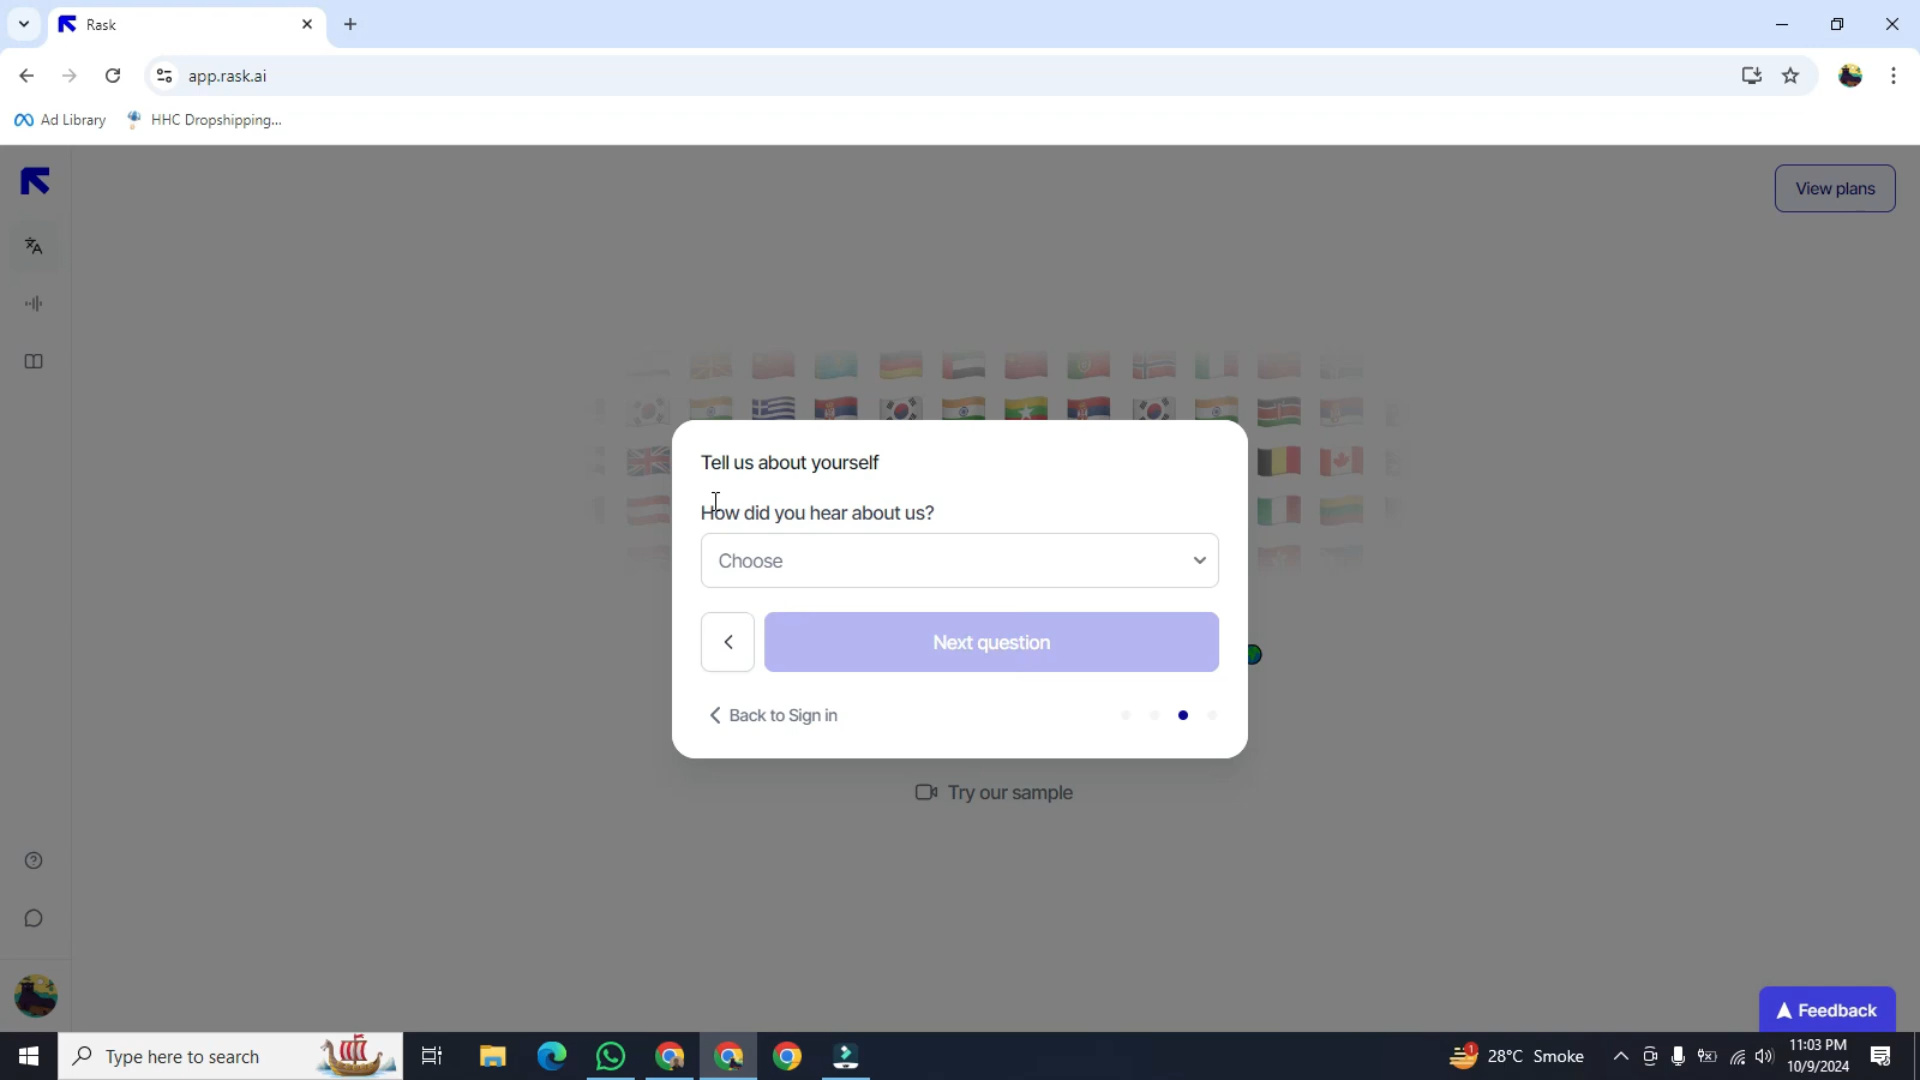 Rask
app.rask.ai
Ad Library
HHC Dropshipping...
View plans
Tell us about yourself
How did you hear about us?
Choose
Next question
Back to Sign in
Try our sample
Feedback
Type here to search
1
28°C Smoke
11:03 PM
10/9/2024